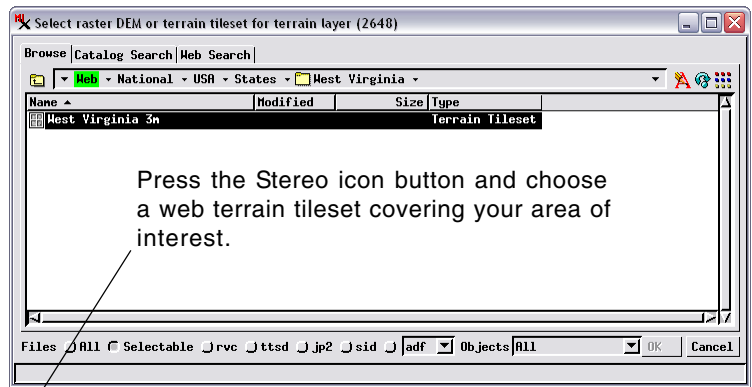 Select raster DEM or terrain tileset for terrain layer (2648)
Browse Catalog Search Web Search
Web National USA States West Virginia
Name Modified Size Type
West Virginia 3m Terrain Tileset
Press the Stereo icon button and choose
a web terrain tileset covering your area of
interest.
Files All Selectable rvc ttsd jp2 sid adf Objects All OK Cancel